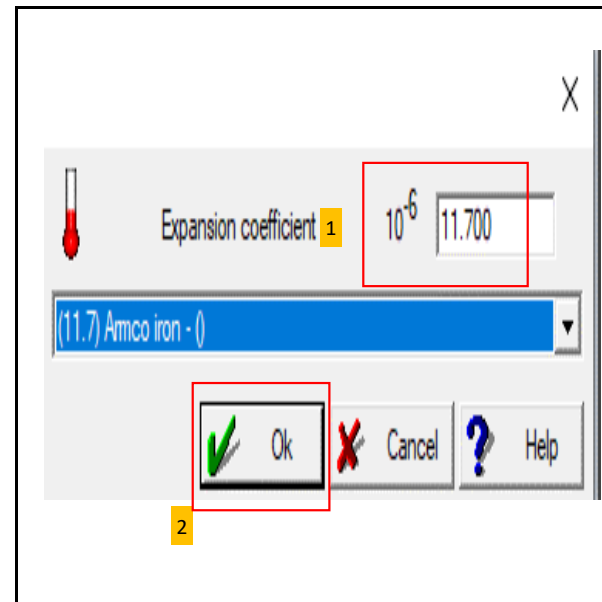 Expansion coefficient 1 10-6 11.700
(11.7) Armco iron - ()
Ok Cancel ? Help
2